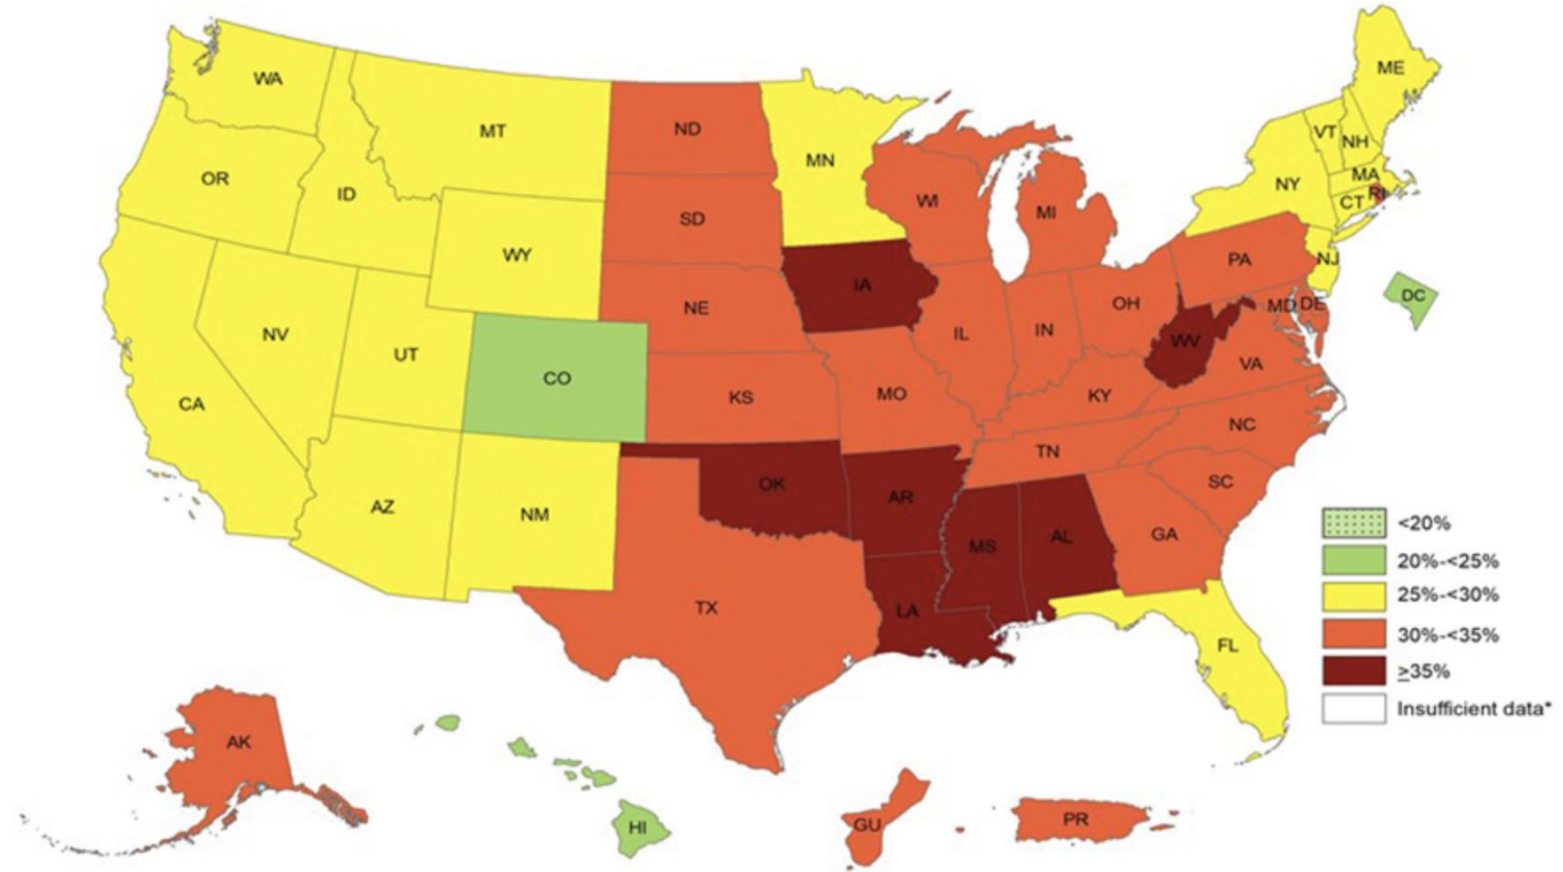 WA
MT
ND
MN
ME
VT
NH
OR
ID
SD
WI
MI
NY
MA
RI
CT
WY
NE
IA
PA
NJ
NV
UT
CO
IL
IN
OH
MD
DE
DC
CA
KS
MO
KY
WV
VA
AZ
NM
OK
AR
TN
NC
SC
TX
LA
MS
AL
GA
FL
<20%
20%-<25%
25%-<30%
30%-<35%
≥35%
Insufficient data*
AK
HI
GU
PR